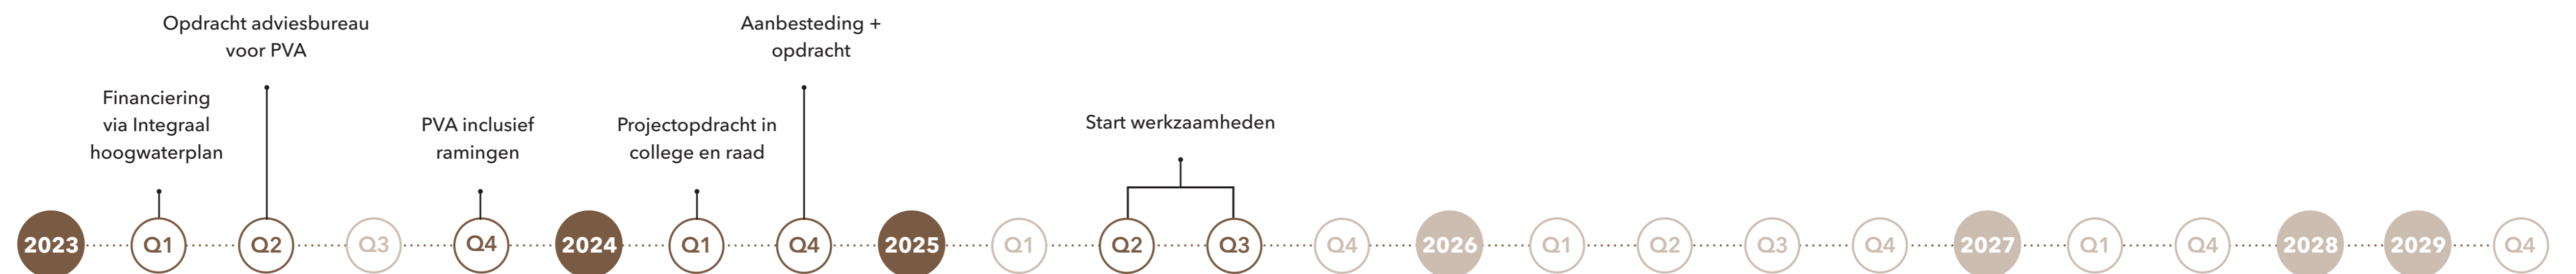 Opdracht adviesbureau
voor PVA
Aanbesteding +
opdracht
Financiering
via Integraal
hoogwaterplan
PVA inclusief
ramingen
Projectopdracht in
college en raad
Start werkzaamheden
2023 Q1 Q2 Q3 Q4 2024 Q1 Q4 2025 Q1 Q2 Q3 Q4 2026 Q1 Q2 Q3 Q4 2027 Q1 Q4 2028 2029 Q4